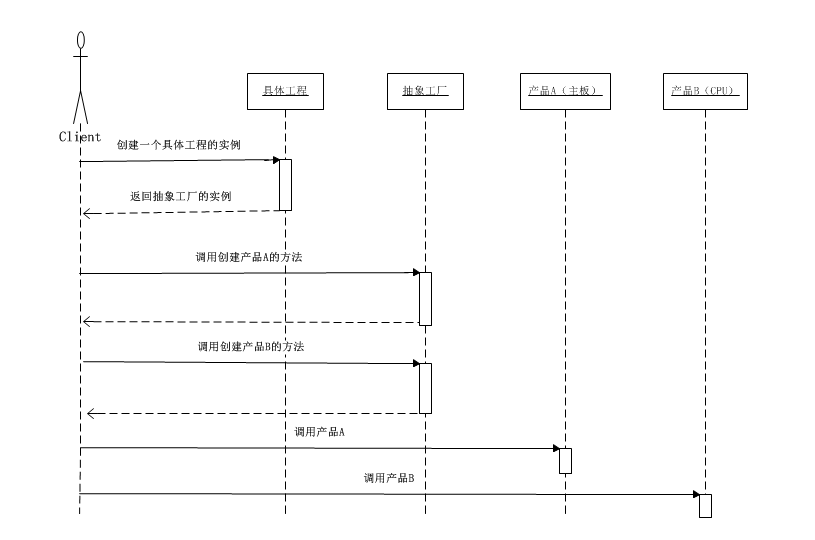 具体工程
抽象工厂
产品A（主板）
产品B（CPU）
Client
创建一个具体工程的实例
返回抽象工厂的实例
调用创建产品A的方法
调用创建产品B的方法
调用产品A
调用产品B